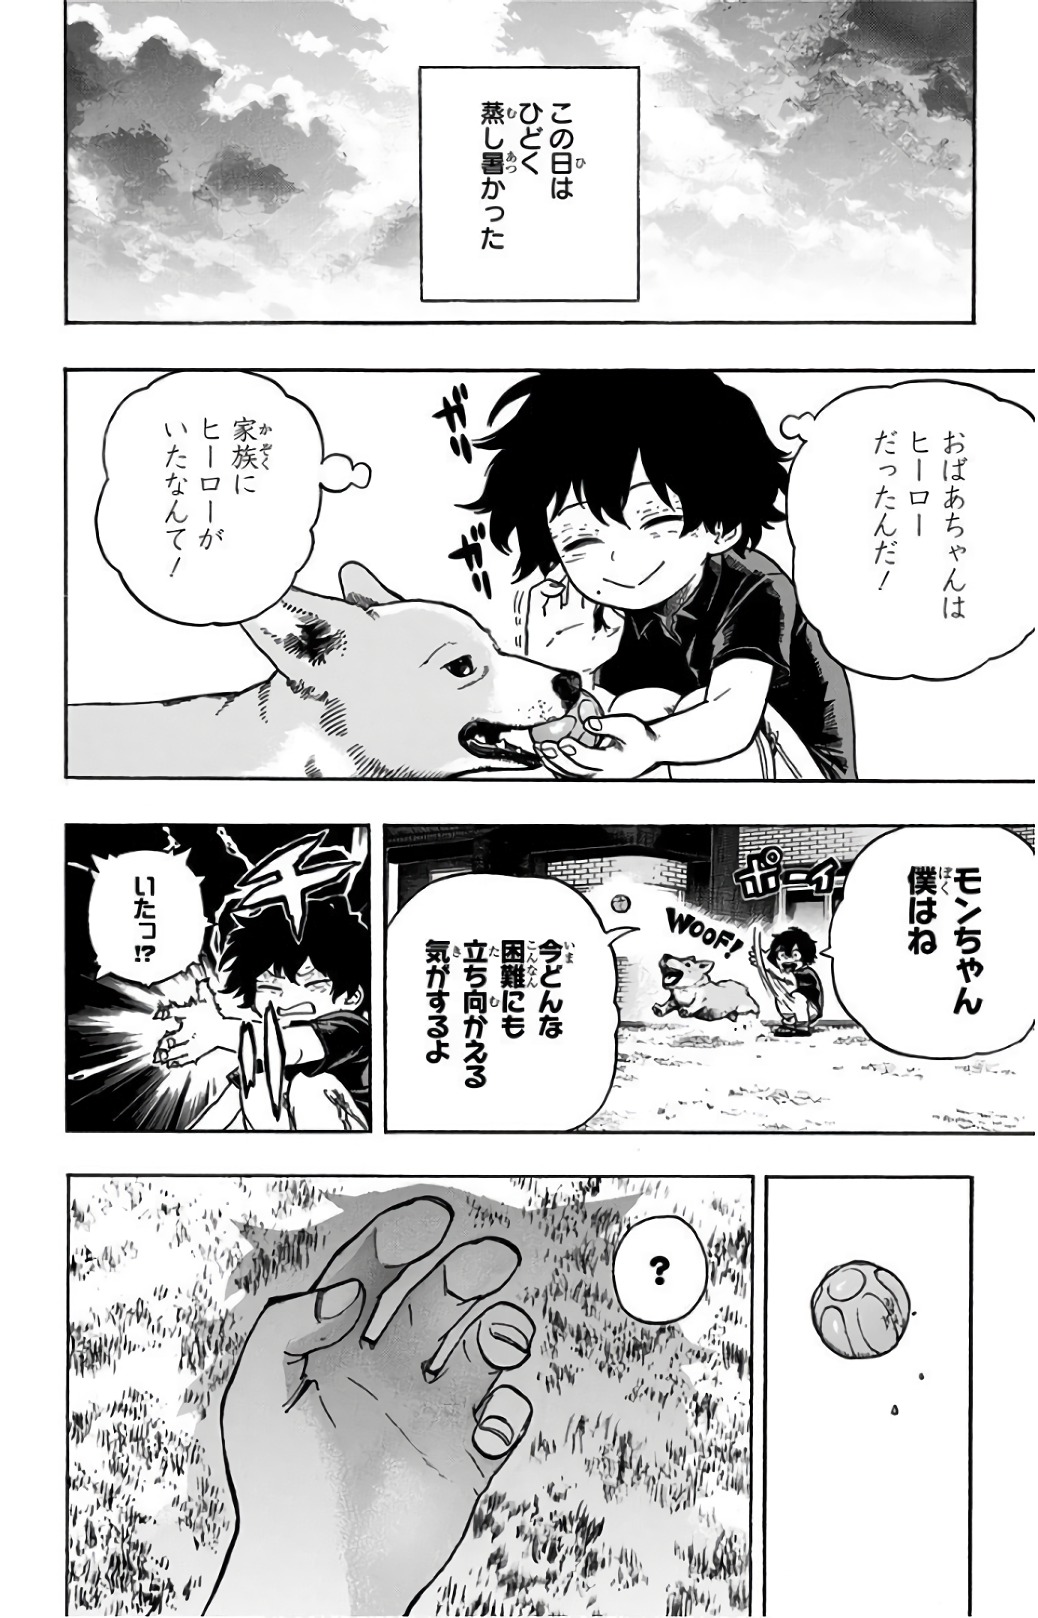 この日は
ひどく
蒸し暑かった
おばあちゃんは
ヒーロー
だったんだ!
ガリ
ガリ
家族に
ヒーローが
いたなんて!
モンちゃん
僕はね
ポーイ
WOOF!
今どんな
困難にも
立ち向かえる
気がするよ
いたっ!?
?